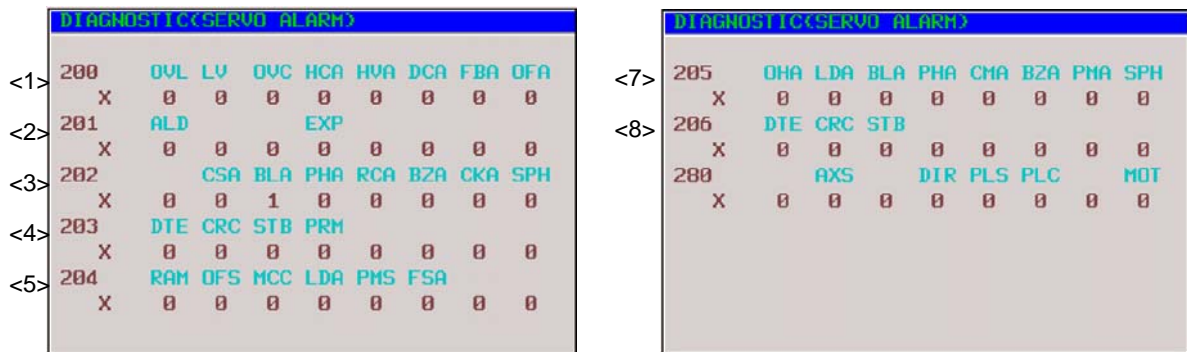 DIAGNOSTIC(SERVO ALARM)
<1> 200 OVL LV OVC HCA HVA DCA FBA OFA
X 0 0 0 0 0 0 0 0
<2> 201 ALD EXP
X 0 0 0 0 0 0 0 0
<3> 202 CSA BLA PHA RCA BZA CKA SPH
X 0 0 1 0 0 0 0 0
<4> 203 DTE CRC STB PRM
X 0 0 0 0 0 0 0 0
<5> 204 RAM OFS MCC LDA PMS FSA
X 0 0 0 0 0 0 0 0
DIAGNOSTIC(SERVO ALARM)
<7> 205 OHA LDA BLA PHA CMA BZA PMA SPH
X 0 0 0 0 0 0 0 0
<8> 206 DTE CRC STB
X 0 0 0 0 0 0 0 0
280 AXS DIR PLS PLC MOT
X 0 0 0 0 0 0 0 0